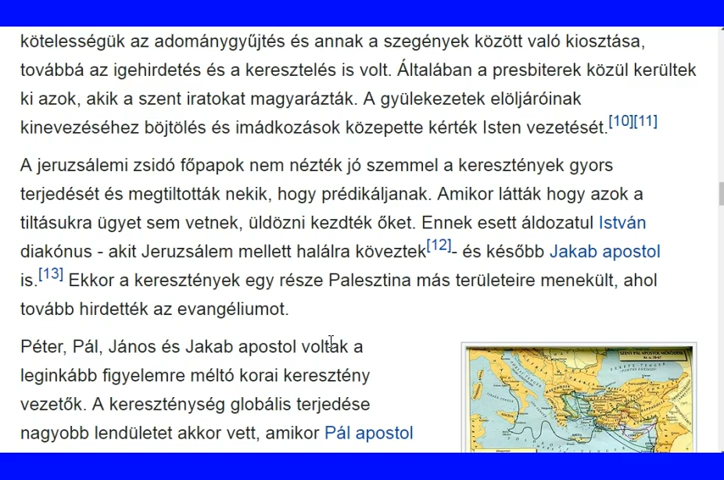 kötelességük az adománygyűjtés és annak a szegények között való kiosztása,
továbbá az igehirdetés és a keresztelés is volt. Általában a presbiterek közül kerültek
ki azok, akik a szent iratokat magyarázták. A gyülekezetek elöljáróinak
kinevezéséhez böjtölés és imádkozások közepette kérték Isten vezetését.[10][11]
A jeruzsálemi zsidó főpapok nem nézték jó szemmel a keresztények gyors
terjedését és megtiltották nekik, hogy prédikáljanak. Amikor látták hogy azok a
tiltásukra ügyet sem vetnek, üldözni kezdték őket. Ennek esett áldozatul István
diakónus - akit Jeruzsálem mellett halálra köveztek[12]- és később Jakab apostol
is.[13] Ekkor a keresztények egy része Palesztina más területeire menekült, ahol
tovább hirdették az evangéliumot.
Péter, Pál, János és Jakab apostol voltak a
leginkább figyelemre méltó korai keresztény
vezetők. A kereszténység globális terjedése
nagyobb lendületet akkor vett, amikor Pál apostol